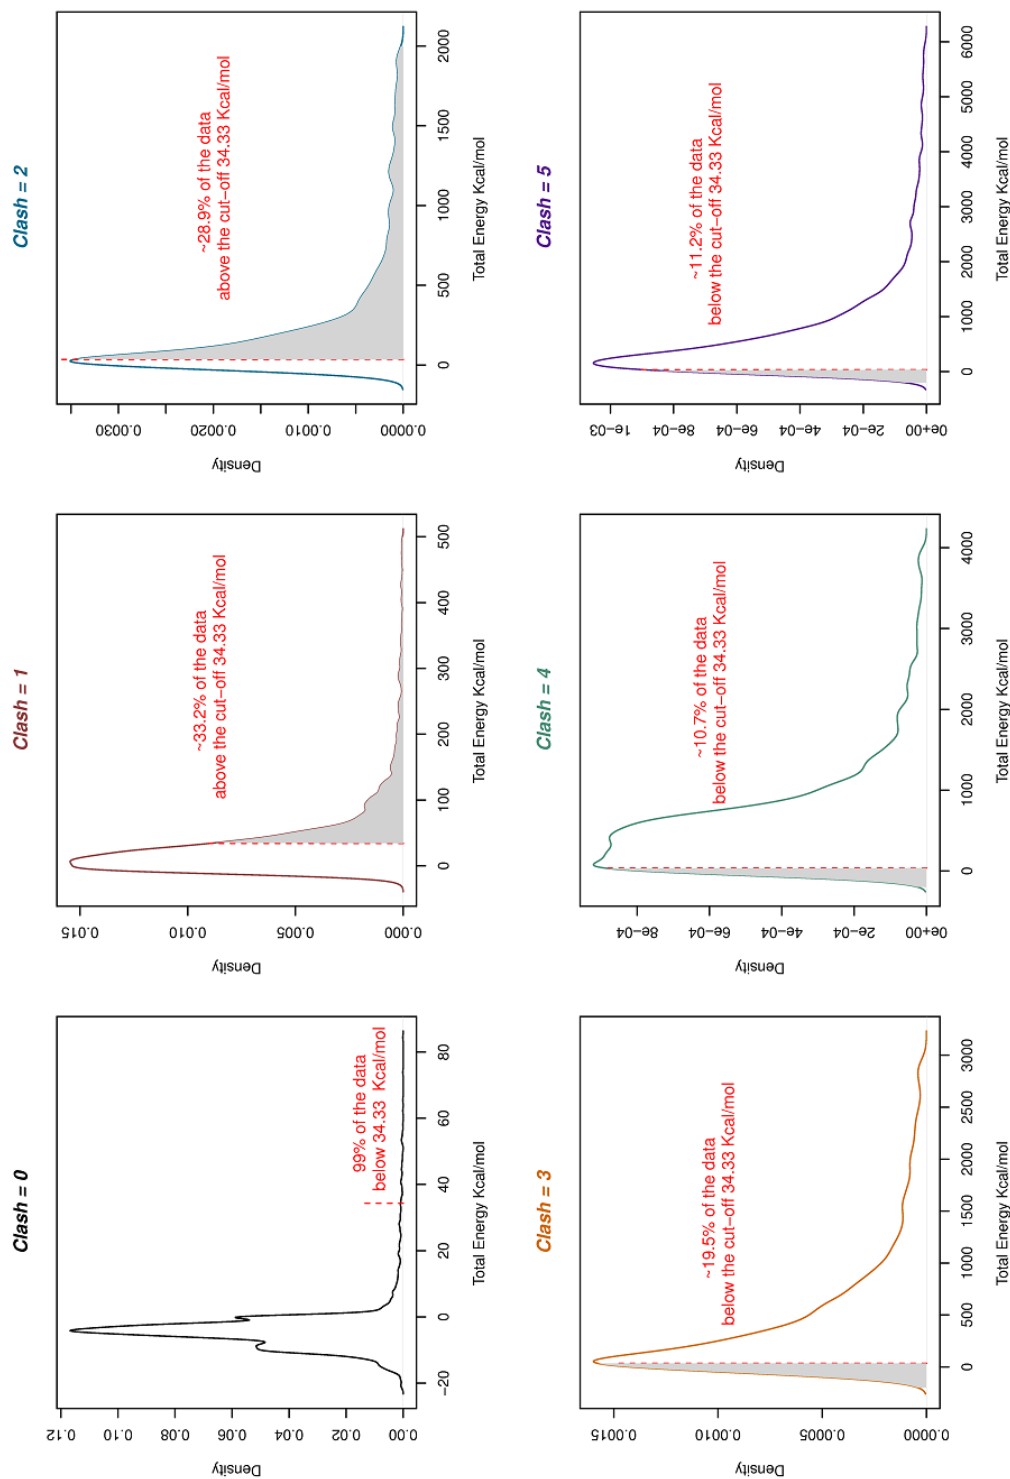 Clash = 0
Density
0.12
0.10
0.08
0.06
0.04
0.02
0.00
99% of the data
below 34.33 Kcal/mol
−20 0 20 40 60 80
Total Energy Kcal/mol
Clash = 1
Density
0.015
0.010
0.005
0.000
~33.2% of the data
above the cut−off 34.33 Kcal/mol
0 100 200 300 400 500
Total Energy Kcal/mol
Clash = 2
Density
0.0030
0.0020
0.0010
0.0000
~28.9% of the data
above the cut−off 34.33 Kcal/mol
0 500 1000 1500 2000
Total Energy Kcal/mol
Clash = 3
Density
0.0015
0.0010
0.0005
0.0000
~19.5% of the data
below the cut−off 34.33 Kcal/mol
0 500 1000 1500 2000 2500 3000
Total Energy Kcal/mol
Clash = 4
Density
8e−04
6e−04
4e−04
2e−04
0e+00
~10.7% of the data
below the cut−off 34.33 Kcal/mol
0 1000 2000 3000 4000
Total Energy Kcal/mol
Clash = 5
Density
1e−03
8e−04
6e−04
4e−04
2e−04
0e+00
~11.2% of the data
below the cut−off 34.33 Kcal/mol
0 1000 2000 3000 4000 5000 6000
Total Energy Kcal/mol